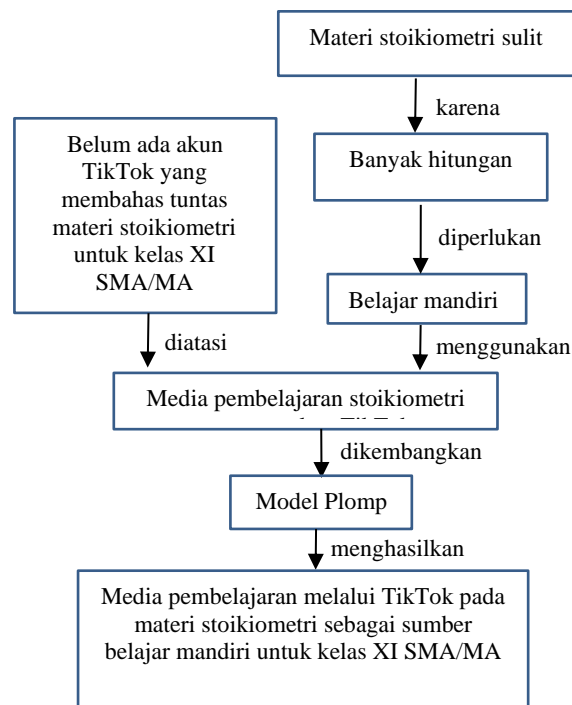 Materi stoikiometri sulit
karena
Banyak hitungan
diperlukan
Belajar mandiri
menggunakan
Belum ada akun
TikTok yang
membahas tuntas
materi stoikiometri
untuk kelas XI
SMA/MA
diatasi
Media pembelajaran stoikiometri
dikembangkan
Model Plomp
menghasilkan
Media pembelajaran melalui TikTok pada
materi stoikiometri sebagai sumber
belajar mandiri untuk kelas XI SMA/MA